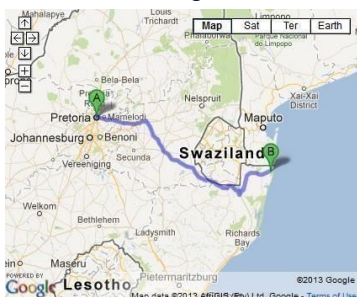 Mahalapye
Louis
Trichardt
Limpopo
Map Sat Ter Earth
Phalaborwa
Parque Nacional
do Limpopo
Bela-Bela
A
Nelspruit
Xai-Xai
District
Pretoria
Mamelodi
Maputo
Johannesburg
Benoni
Secunda
Vereeniging
Swaziland
B
Welkom
Bethlehem
Ladysmith
Richards
Bay
Maseru
Pietermaritzburg
Lesotho
POWERED BY
Google
©2013 Google
Map data ©2013 AfriGIS (Pty) Ltd, Google - Terms of Use